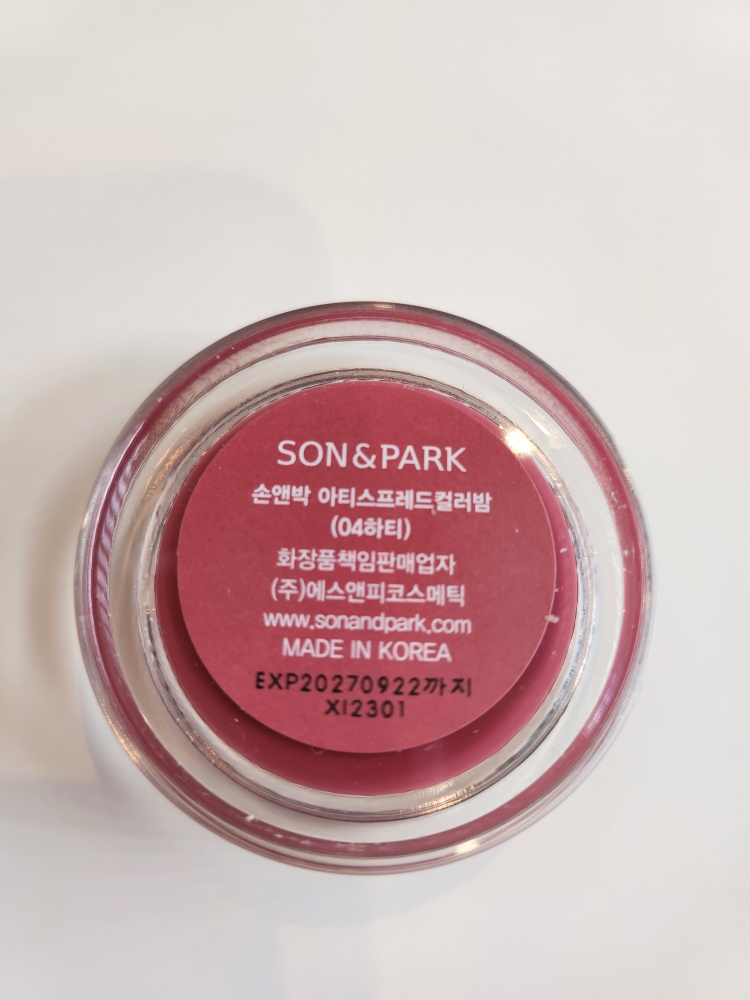 SON&PARK
손앤박 아티스프레드컬러밤
(04하티)
화장품책임판매업자
(주)에스앤피코스메틱
www.sonandpark.com
MADE IN KOREA
EXP20270922까지
XI2301